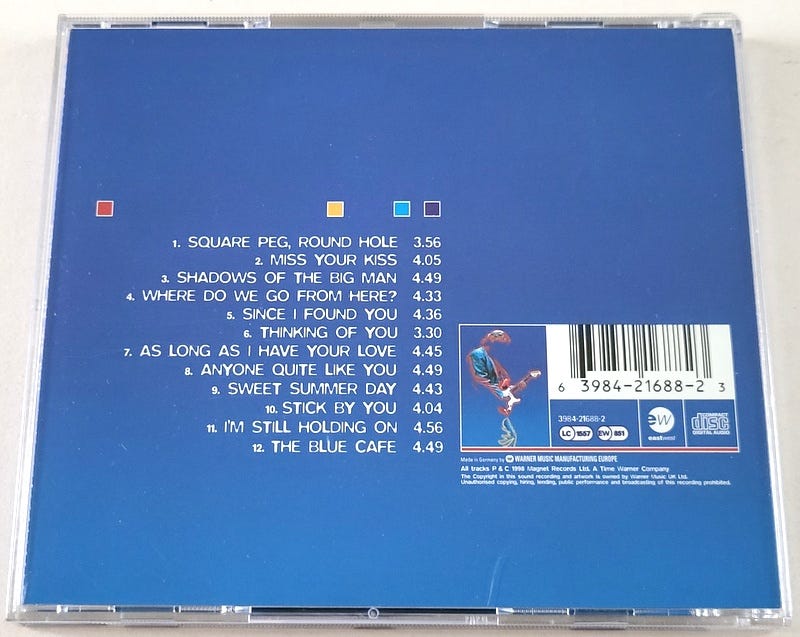 1. SQUARE PEG, ROUND HOLE 3.56
2. MISS YOUR KISS 4.05
3. SHADOWS OF THE BIG MAN 4.49
4. WHERE DO WE GO FROM HERE? 4.33
5. SINCE I FOUND YOU 4.36
6. THINKING OF YOU 3.30
7. AS LONG AS I HAVE YOUR LOVE 4.45
8. ANYONE QUITE LIKE YOU 4.49
9. SWEET SUMMER DAY 4.43
10. STICK BY YOU 4.04
11. I'M STILL HOLDING ON 4.56
12. THE BLUE CAFE 4.49
6 3984-21688-2 3
3984-21688-2
LC 1557 EW 851
ew
eastwest
COMPACT
disc
DIGITAL AUDIO
Made in Germany by WARNER MUSIC MANUFACTURING EUROPE
All tracks P & C 1998 Magnet Records Ltd. A Time Warner Company
The Copyright in this sound recording and artwork is owned by Warner Music UK Ltd.
Unauthorised copying, hiring, lending, public performance and broadcasting of this recording prohibited.